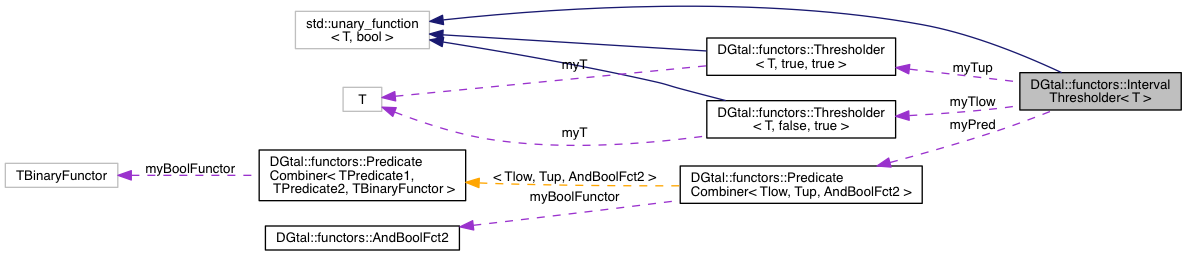 std::unary_function
< T, bool >
DGtal::functors::Thresholder
< T, true, true >
myT
myTup
DGtal::functors::Interval
Thresholder< T >
T
myTlow
DGtal::functors::Thresholder
< T, false, true >
myPred
myT
DGtal::functors::Predicate
Combiner< TPredicate1,
TPredicate2, TBinaryFunctor >
myBoolFunctor
TBinaryFunctor
< Tlow, Tup, AndBoolFct2 >
DGtal::functors::Predicate
Combiner< Tlow, Tup, AndBoolFct2 >
myBoolFunctor
DGtal::functors::AndBoolFct2